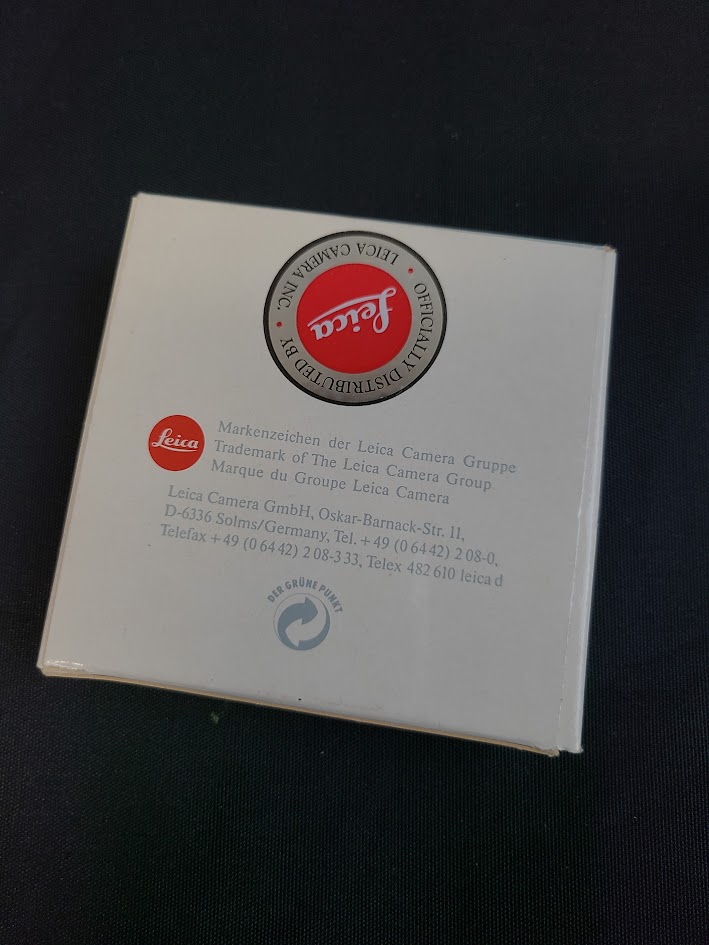 OFFICIALLY DISTRIBUTED BY
LEICA CAMERA INC.
Leica
Leica
Markenzeichen der Leica Camera Gruppe
Trademark of The Leica Camera Group
Marque du Groupe Leica Camera
Leica Camera GmbH, Oskar-Barnack-Str. 11,
D-6336 Solms/Germany, Tel. +49 (0 64 42) 2 08-0,
Telefax +49 (0 64 42) 2 08-3 33, Telex 482 610 leica d
DER GRÜNE PUNKT